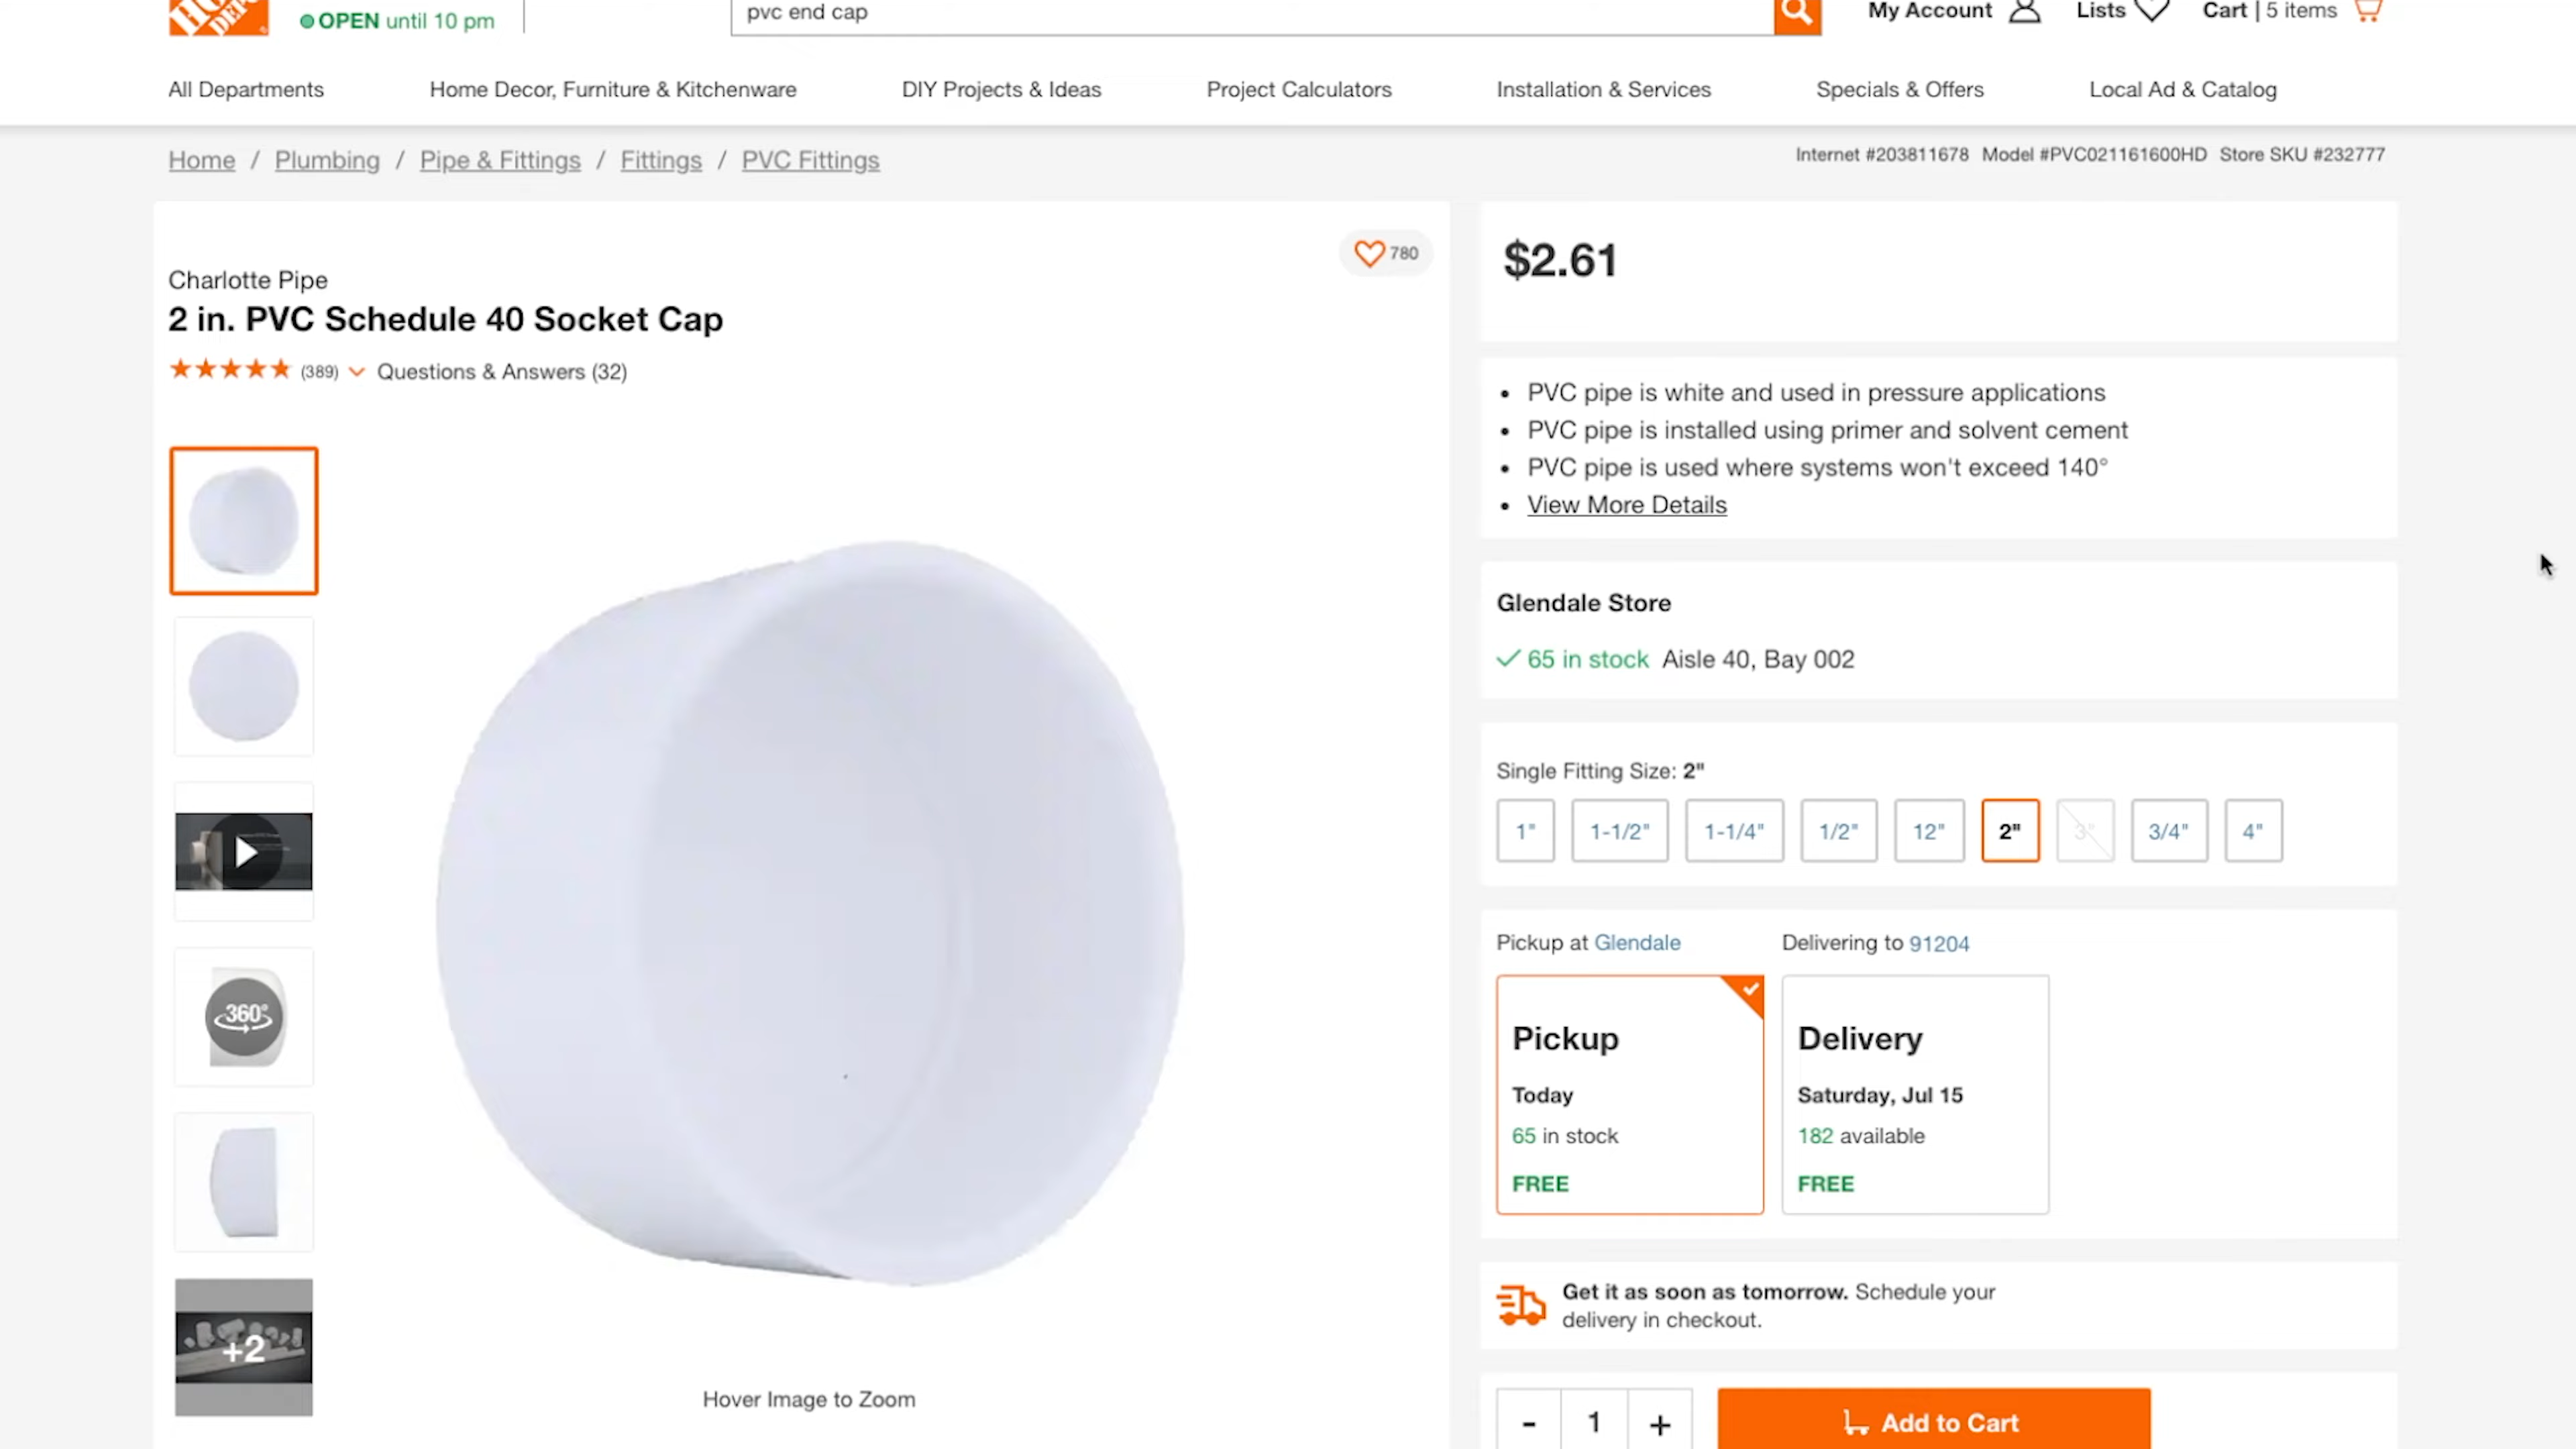 OPEN until 10 pm
pvc end cap
My Account
Lists
Cart | 5 items
All Departments
Home Decor, Furniture & Kitchenware
DIY Projects & Ideas
Project Calculators
Installation & Services
Specials & Offers
Local Ad & Catalog
Home / Plumbing / Pipe & Fittings / Fittings / PVC Fittings
Internet #203811678 Model #PVC021161600HD Store SKU #232777
780
Charlotte Pipe
2 in. PVC Schedule 40 Socket Cap
(389)
Questions & Answers (32)
360°
+2
Hover Image to Zoom
$2.61
• PVC pipe is white and used in pressure applications
• PVC pipe is installed using primer and solvent cement
• PVC pipe is used where systems won't exceed 140°
• View More Details
Glendale Store
65 in stock Aisle 40, Bay 002
Single Fitting Size: 2"
1" 1-1/2" 1-1/4" 1/2" 12" 2" 3" 3/4" 4"
Pickup at Glendale
Delivering to 91204
Pickup
Today
65 in stock
FREE
Delivery
Saturday, Jul 15
182 available
FREE
Get it as soon as tomorrow. Schedule your
delivery in checkout.
- 1 +
Add to Cart